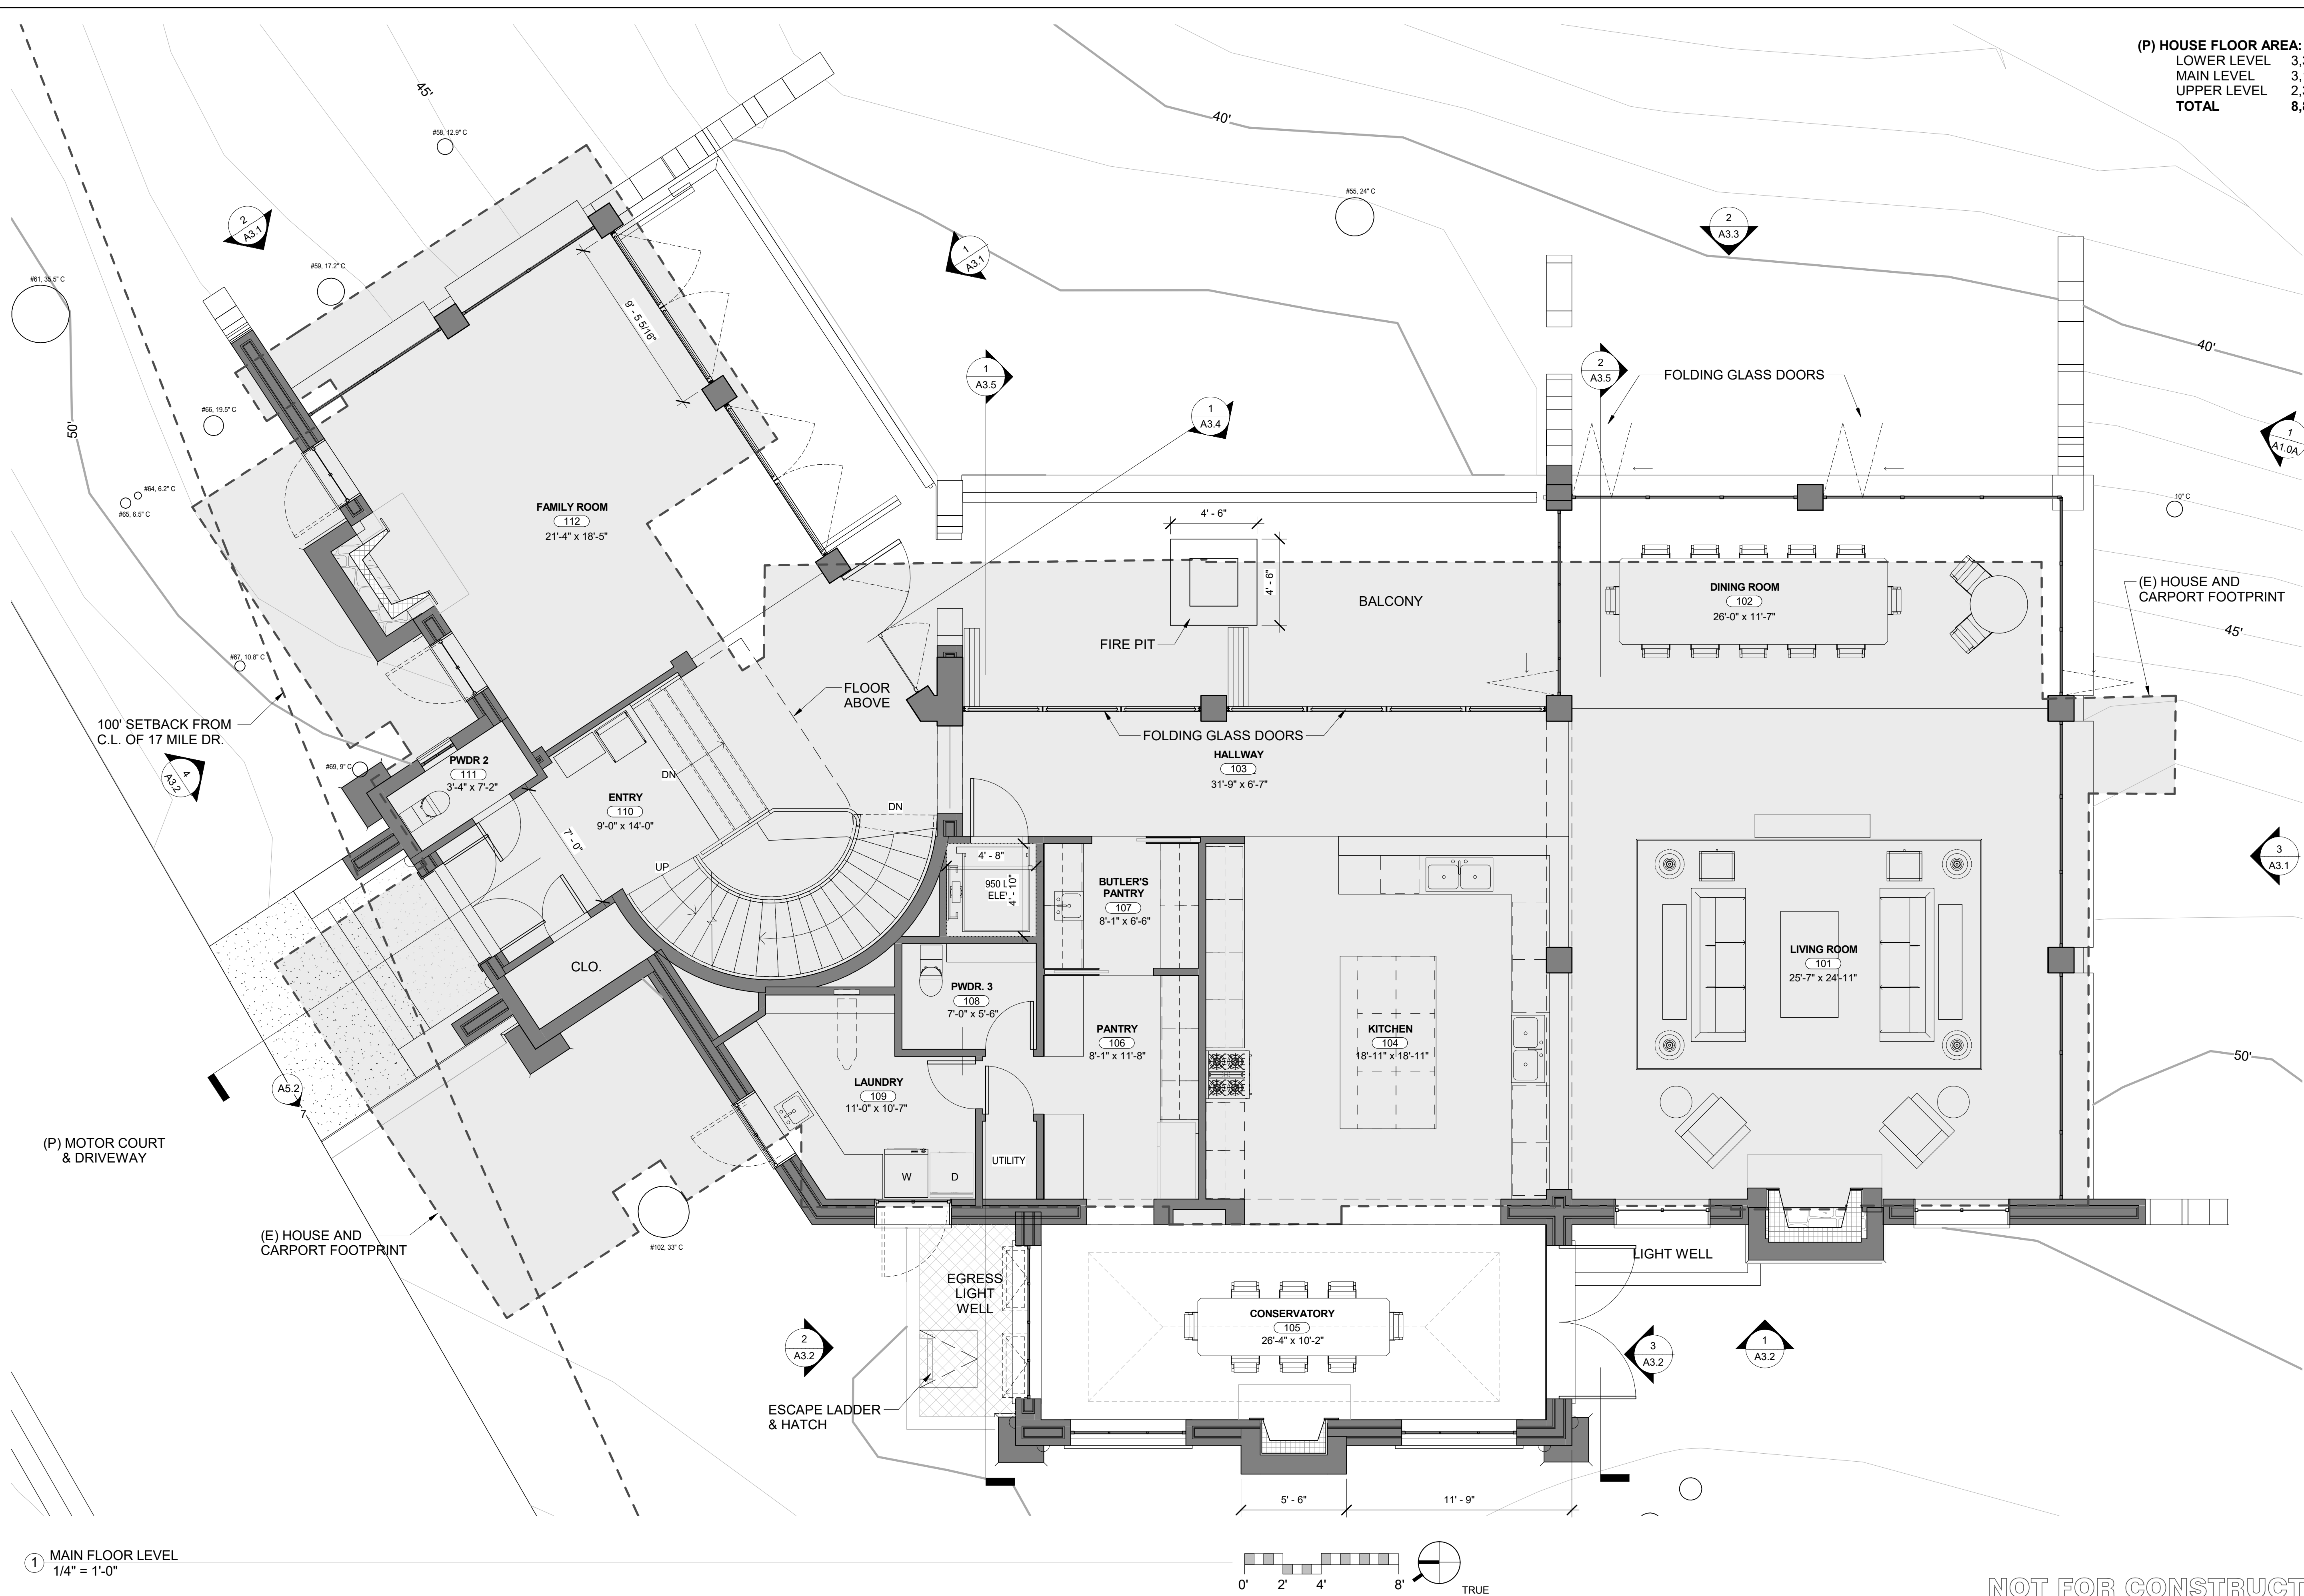 (P) HOUSE FLOOR AREA:
LOWER LEVEL 3,
MAIN LEVEL 3,
UPPER LEVEL 2,
TOTAL 8,
45'
40'
#58, 12.9" C
#55, 24" C
2
A3.1
1
A3.1
2
A3.3
#59, 17.2" C
#61, 35.5" C
9' - 5 5/16"
40'
1
A3.5
2
A3.5
FOLDING GLASS DOORS
#66, 19.5" C
1
A3.4
50'
1
A1.0A
#64, 6.2" C
#65, 6.5" C
10" C
FAMILY ROOM
112
21'-4" x 18'-5"
4' - 6"
4' - 6"
BALCONY
DINING ROOM
102
26'-0" x 11'-7"
(E) HOUSE AND
CARPORT FOOTPRINT
45'
FIRE PIT
#67, 10.8" C
FLOOR
ABOVE
100' SETBACK FROM
C.L. OF 17 MILE DR.
FOLDING GLASS DOORS
HALLWAY
103
31'-9" x 6'-7"
4
A3.2
#69, 9" C
PWDR 2
111
3'-4" x 7'-2"
DN
ENTRY
110
9'-0" x 14'-0"
DN
7' - 0"
UP
4' - 8"
950 L
ELE
4' - 10"
BUTLER'S
PANTRY
107
8'-1" x 6'-6"
3
A3.1
CLO.
LIVING ROOM
101
25'-7" x 24'-11"
PWDR. 3
108
7'-0" x 5'-6"
PANTRY
106
8'-1" x 11'-8"
KITCHEN
104
18'-11" x 18'-11"
50'
A5.2
7
LAUNDRY
109
11'-0" x 10'-7"
(P) MOTOR COURT
& DRIVEWAY
UTILITY
W
D
(E) HOUSE AND
CARPORT FOOTPRINT
#102, 33" C
LIGHT WELL
EGRESS
LIGHT
WELL
CONSERVATORY
105
26'-4" x 10'-2"
2
A3.2
3
A3.2
1
A3.2
ESCAPE LADDER
& HATCH
5' - 6"
11' - 9"
1
MAIN FLOOR LEVEL
1/4" = 1'-0"
0'
2'
4'
8'
TRUE
NOT FOR CONSTRUCT